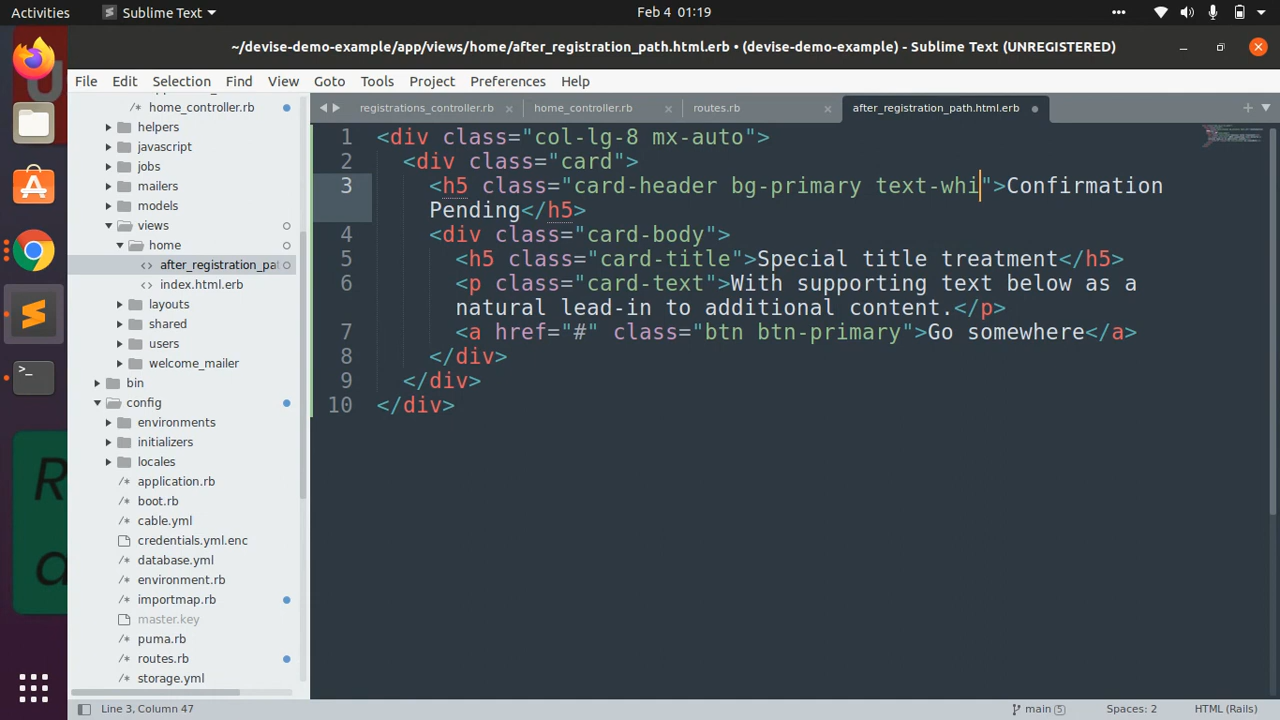 Activities
Sublime Text
Feb 4 01:19
~/devise-demo-example/app/views/home/after_registration_path.html.erb • (devise-demo-example) - Sublime Text (UNREGISTERED)
File Edit Selection Find View Goto Tools Project Preferences Help
home_controller.rb
helpers
javascript
jobs
mailers
models
views
home
after_registration_pa
index.html.erb
layouts
shared
users
welcome_mailer
bin
config
environments
initializers
locales
application.rb
boot.rb
cable.yml
credentials.yml.enc
database.yml
environment.rb
importmap.rb
master.key
puma.rb
routes.rb
storage.yml
registrations_controller.rb
home_controller.rb
routes.rb
after_registration_path.html.erb
1 <div class="col-lg-8 mx-auto">
2 <div class="card">
3 <h5 class="card-header bg-primary text-whi">Confirmation
Pending</h5>
4 <div class="card-body">
5 <h5 class="card-title">Special title treatment</h5>
6 <p class="card-text">With supporting text below as a
natural lead-in to additional content.</p>
7 <a href="#" class="btn btn-primary">Go somewhere</a>
8 </div>
9 </div>
10 </div>
Line 3, Column 47
main 5
Spaces: 2
HTML (Rails)